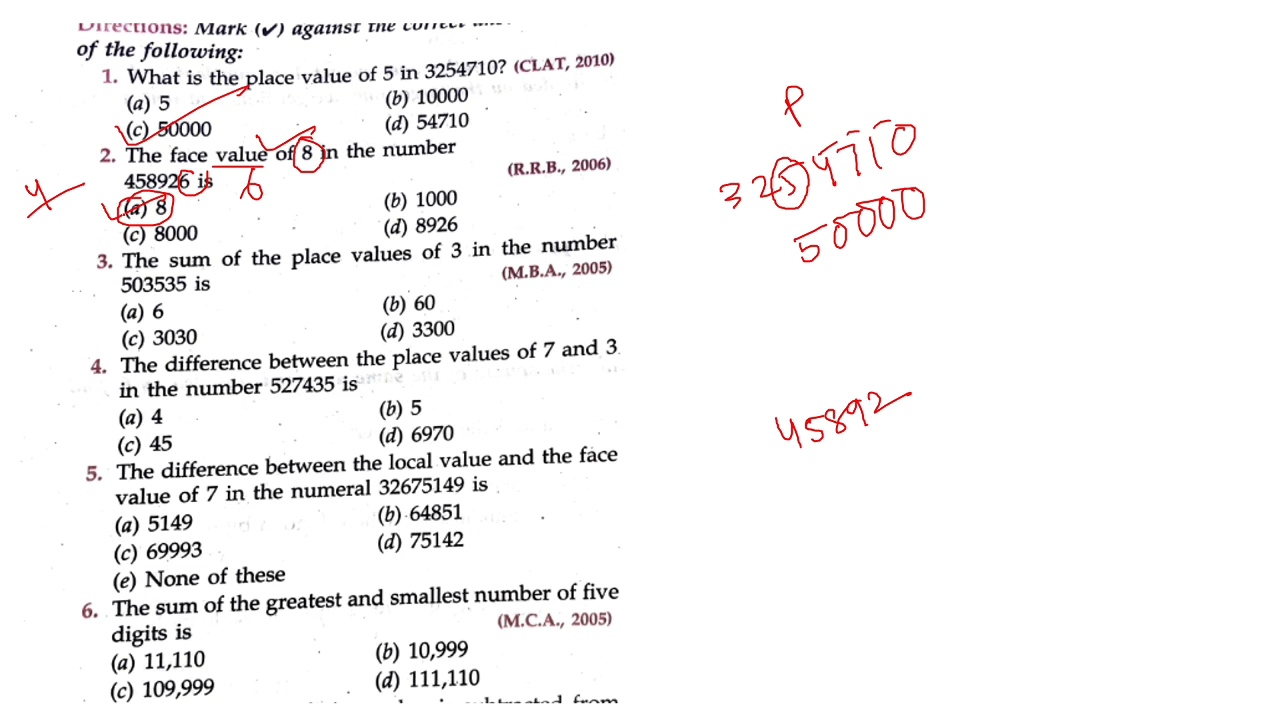 Directions: Mark (✔) against the correct
of the following:
1. What is the place value of 5 in 3254710? (CLAT, 2010)
(a) 5 (b) 10000
(c) 50000 (d) 54710
2. The face value of 8 in the number
458926 is (R.R.B., 2006)
(a) 8 (b) 1000
(c) 8000 (d) 8926
3. The sum of the place values of 3 in the number
503535 is (M.B.A., 2005)
(a) 6 (b) 60
(c) 3030 (d) 3300
4. The difference between the place values of 7 and 3
in the number 527435 is
(a) 4 (b) 5
(c) 45 (d) 6970
5. The difference between the local value and the face
value of 7 in the numeral 32675149 is
(a) 5149 (b) 64851
(c) 69993 (d) 75142
(e) None of these
6. The sum of the greatest and smallest number of five
digits is (M.C.A., 2005)
(a) 11,110 (b) 10,999
(c) 109,999 (d) 111,110
subtracted from
6
P
3254710
50000
45892